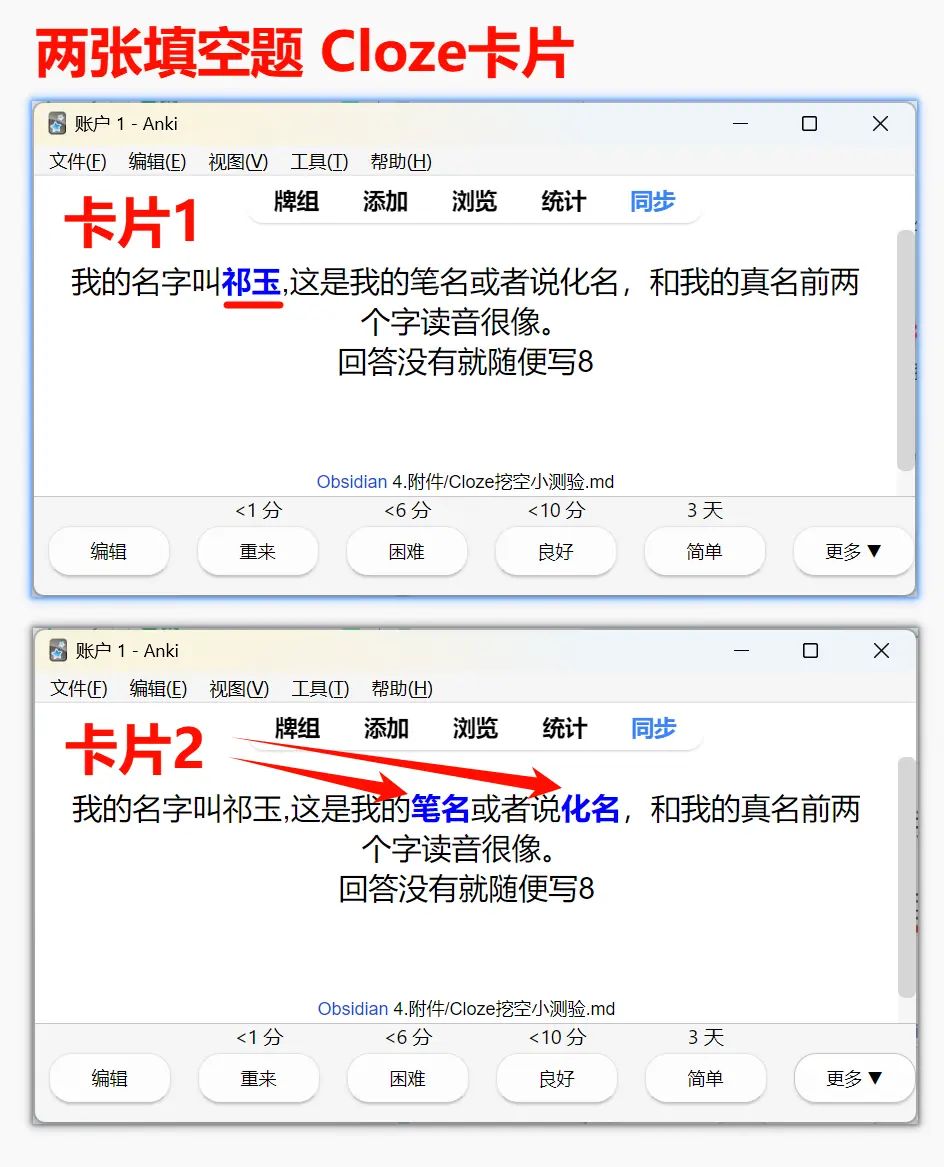 两张填空题 Cloze卡片
账户 1 - Anki
文件(F) 编辑(E) 视图(V) 工具(T) 帮助(H)
牌组 添加 浏览 统计 同步
卡片1
我的名字叫祁玉,这是我的笔名或者说化名，和我的真名前两
个字读音很像。
回答没有就随便写8
Obsidian 4.附件/Cloze挖空小测验.md
<1 分 <6 分 <10 分 3 天
编辑 重来 困难 良好 简单 更多▼
账户 1 - Anki
文件(F) 编辑(E) 视图(V) 工具(T) 帮助(H)
牌组 添加 浏览 统计 同步
卡片2
我的名字叫祁玉,这是我的笔名或者说化名，和我的真名前两
个字读音很像。
回答没有就随便写8
Obsidian 4.附件/Cloze挖空小测验.md
<1 分 <6 分 <10 分 3 天
编辑 重来 困难 良好 简单 更多▼